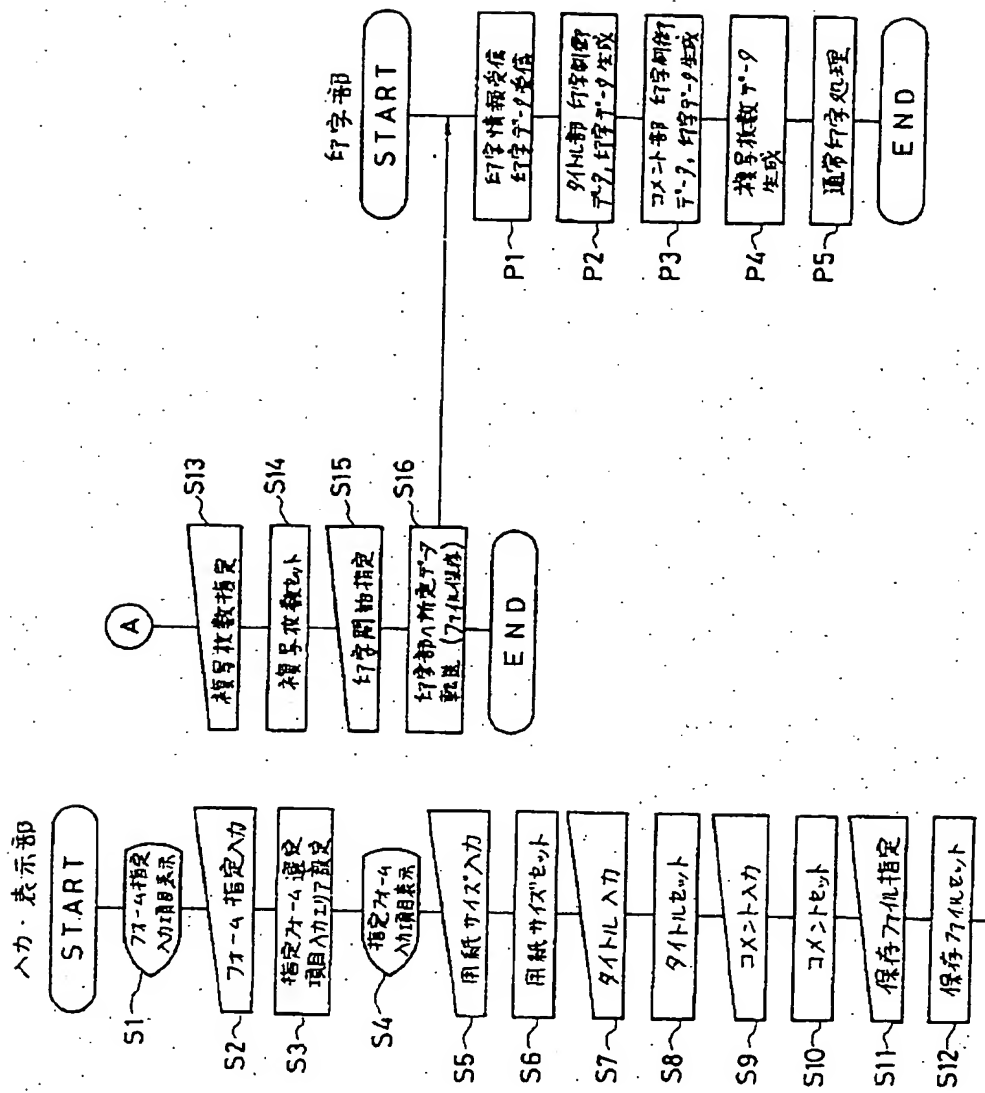 入力・表示部
START
S1
フォーム指定
入力項目表示
S2
フォーム指定入力
S3
指定フォーム選定
項目入力エリア設定
S4
指定フォーム
入力項目表示
S5
用紙サイズ入力
S6
用紙サイズセット
S7
タイトル入力
S8
タイトルセット
S9
コメント入力
S10
コメントセット
S11
保存ファイル指定
S12
保存ファイルセット
A
複写枚数指定
S13
複写枚数セット
S14
印字開始指定
S15
印字部へ所定データ
転送(ファイル保存)
S16
END
印字部
START
P1
印字情報受信
印字データ受信
P2
タイトル部 印字制御
データ,印字データ生成
P3
コメント部 印字制御
データ,印字データ生成
P4
複写枚数データ
生成
P5
通常印字処理
END